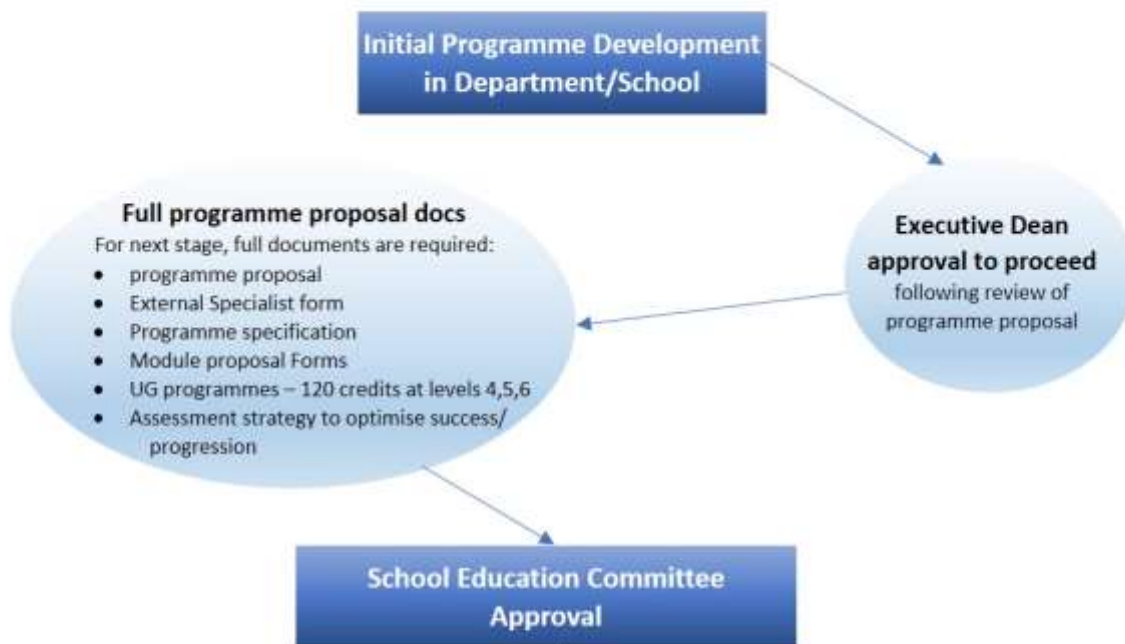 Initial Programme Development
in Department/School
Executive Dean
approval to proceed
following review of
programme proposal
Full programme proposal docs
For next stage, full documents are required:
• programme proposal
• External Specialist form
• Programme specification
• Module proposal Forms
• UG programmes – 120 credits at levels 4,5,6
• Assessment strategy to optimise success/
progression
School Education Committee
Approval